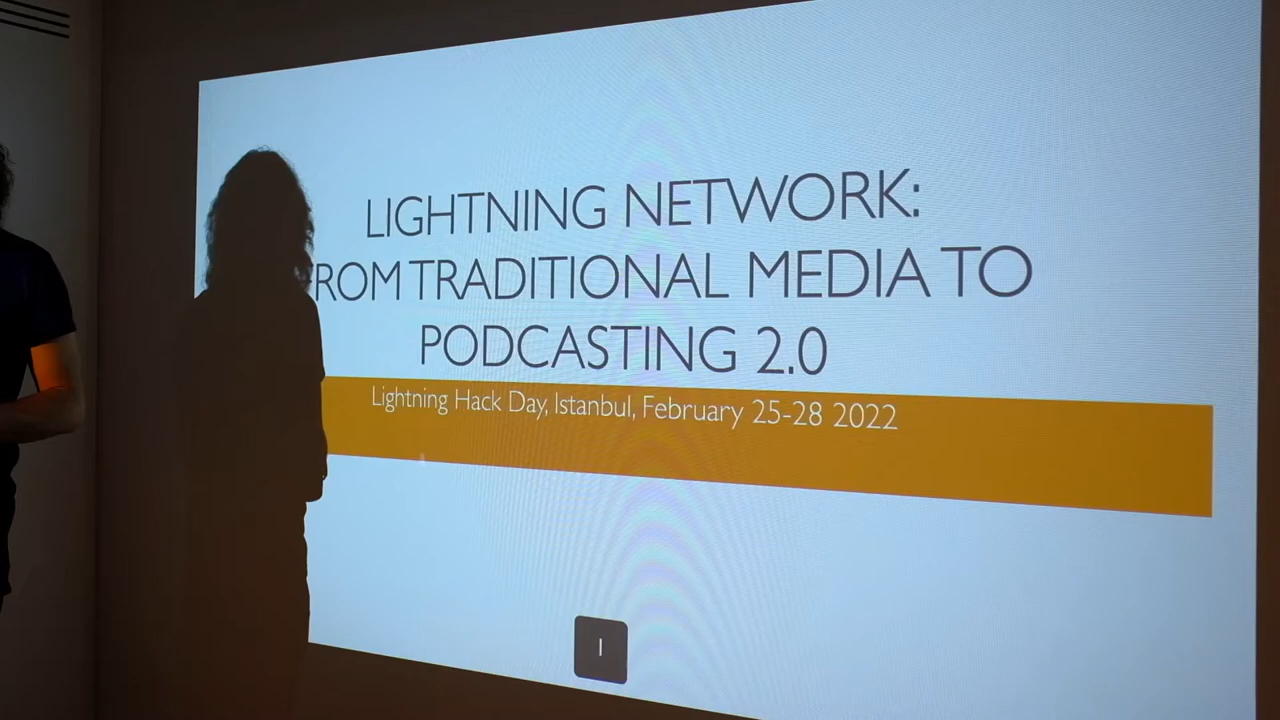 LIGHTNING NETWORK:
ROM TRADITIONAL MEDIA TO
PODCASTING 2.0
Lightning Hack Day, Istanbul, February 25-28 2022
1